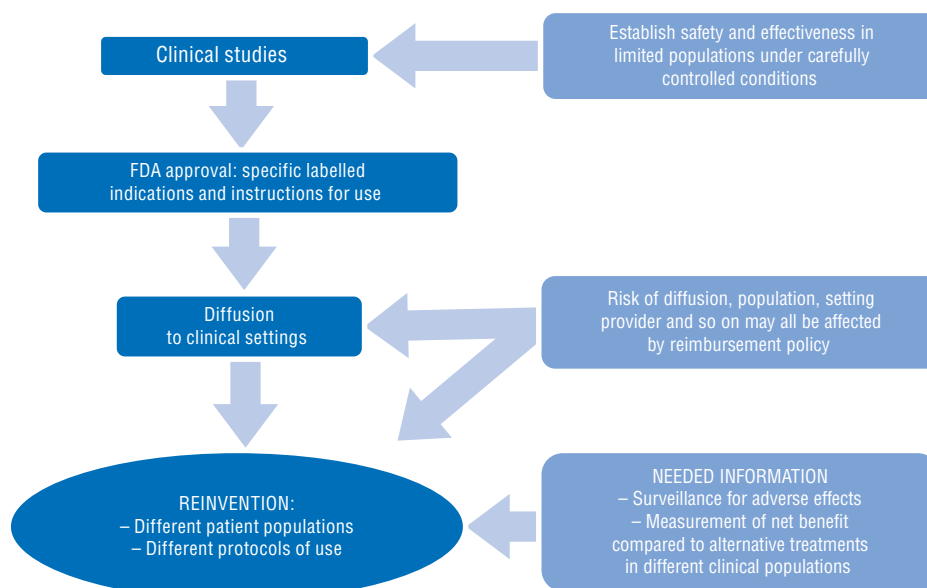 Clinical studies
Establish safety and effectiveness in
limited populations under carefully
controlled conditions
FDA approval: specific labelled
indications and instructions for use
Diffusion
to clinical settings
Risk of diffusion, population, setting
provider and so on may all be affected
by reimbursement policy
REINVENTION:
– Different patient populations
– Different protocols of use
NEEDED INFORMATION
– Surveillance for adverse effects
– Measurement of net benefit
compared to alternative treatments
in different clinical populations